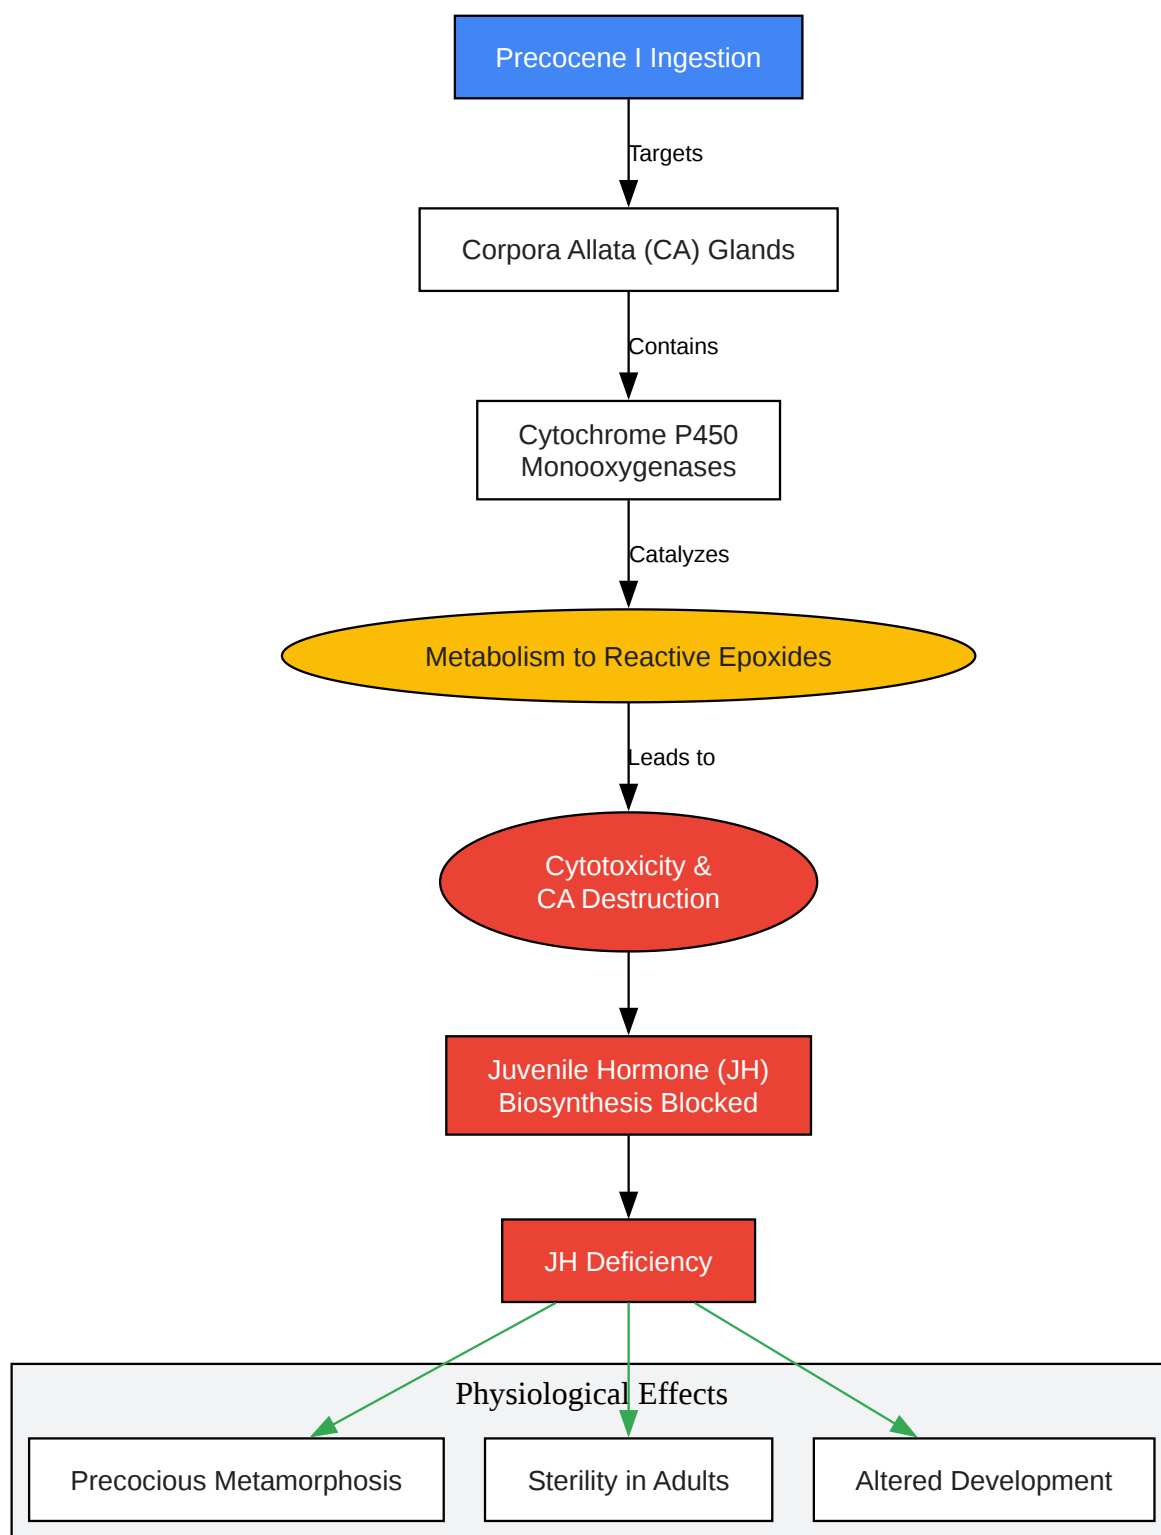 Precocene I Ingestion
Targets
Corpora Allata (CA) Glands
Contains
Cytochrome P450
Monooxygenases
Catalyzes
Metabolism to Reactive Epoxides
Leads to
Cytotoxicity &
CA Destruction
Juvenile Hormone (JH)
Biosynthesis Blocked
JH Deficiency
Physiological Effects
Precocious Metamorphosis
Sterility in Adults
Altered Development